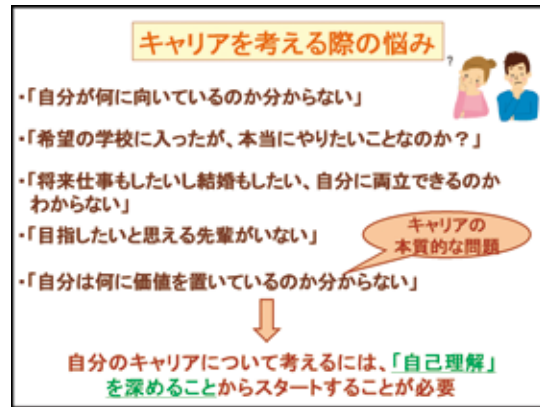 キャリアを考える際の悩み
?
・「自分が何に向いているのか分からない」
・「希望の学校に入ったが、本当にやりたいことなのか？」
・「将来仕事もしたいし結婚もしたい、自分に両立できるのか
わからない」
・「目指したいと思える先輩がいない」
キャリアの
本質的な問題
・「自分は何に価値を置いているのか分からない」
自分のキャリアについて考えるには、「自己理解」
を深めることからスタートすることが必要